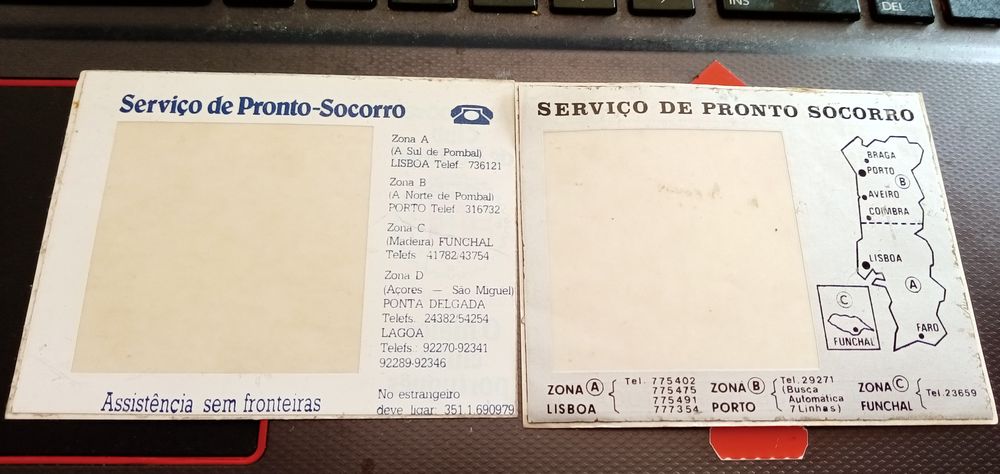 INS
DEL
Serviço de Pronto-Socorro
Zona A
(A Sul de Pombal)
LISBOA Telef. 736121
Zona B
(A Norte de Pombal)
PORTO Telef. 316732
Zona C
(Madeira) FUNCHAL
Telefs. 41782/43754
Zona D
(Açores — São Miguel)
PONTA DELGADA
Telefs. 24382/54254
LAGOA
Telefs. 92270-92341
92289-92346
No estrangeiro
deve ligar: 351.1.690979
Assistência sem fronteiras
SERVIÇO DE PRONTO SOCORRO
BRAGA
PORTO
B
AVEIRO
COIMBRA
LISBOA
A
C
FARO
FUNCHAL
ZONA A
LISBOA
Tel. 775402
775475
775491
777354
ZONA B
PORTO
Tel. 29271
(Busca
Automatica
7 Linhas)
ZONA C
FUNCHAL
Tel. 23659